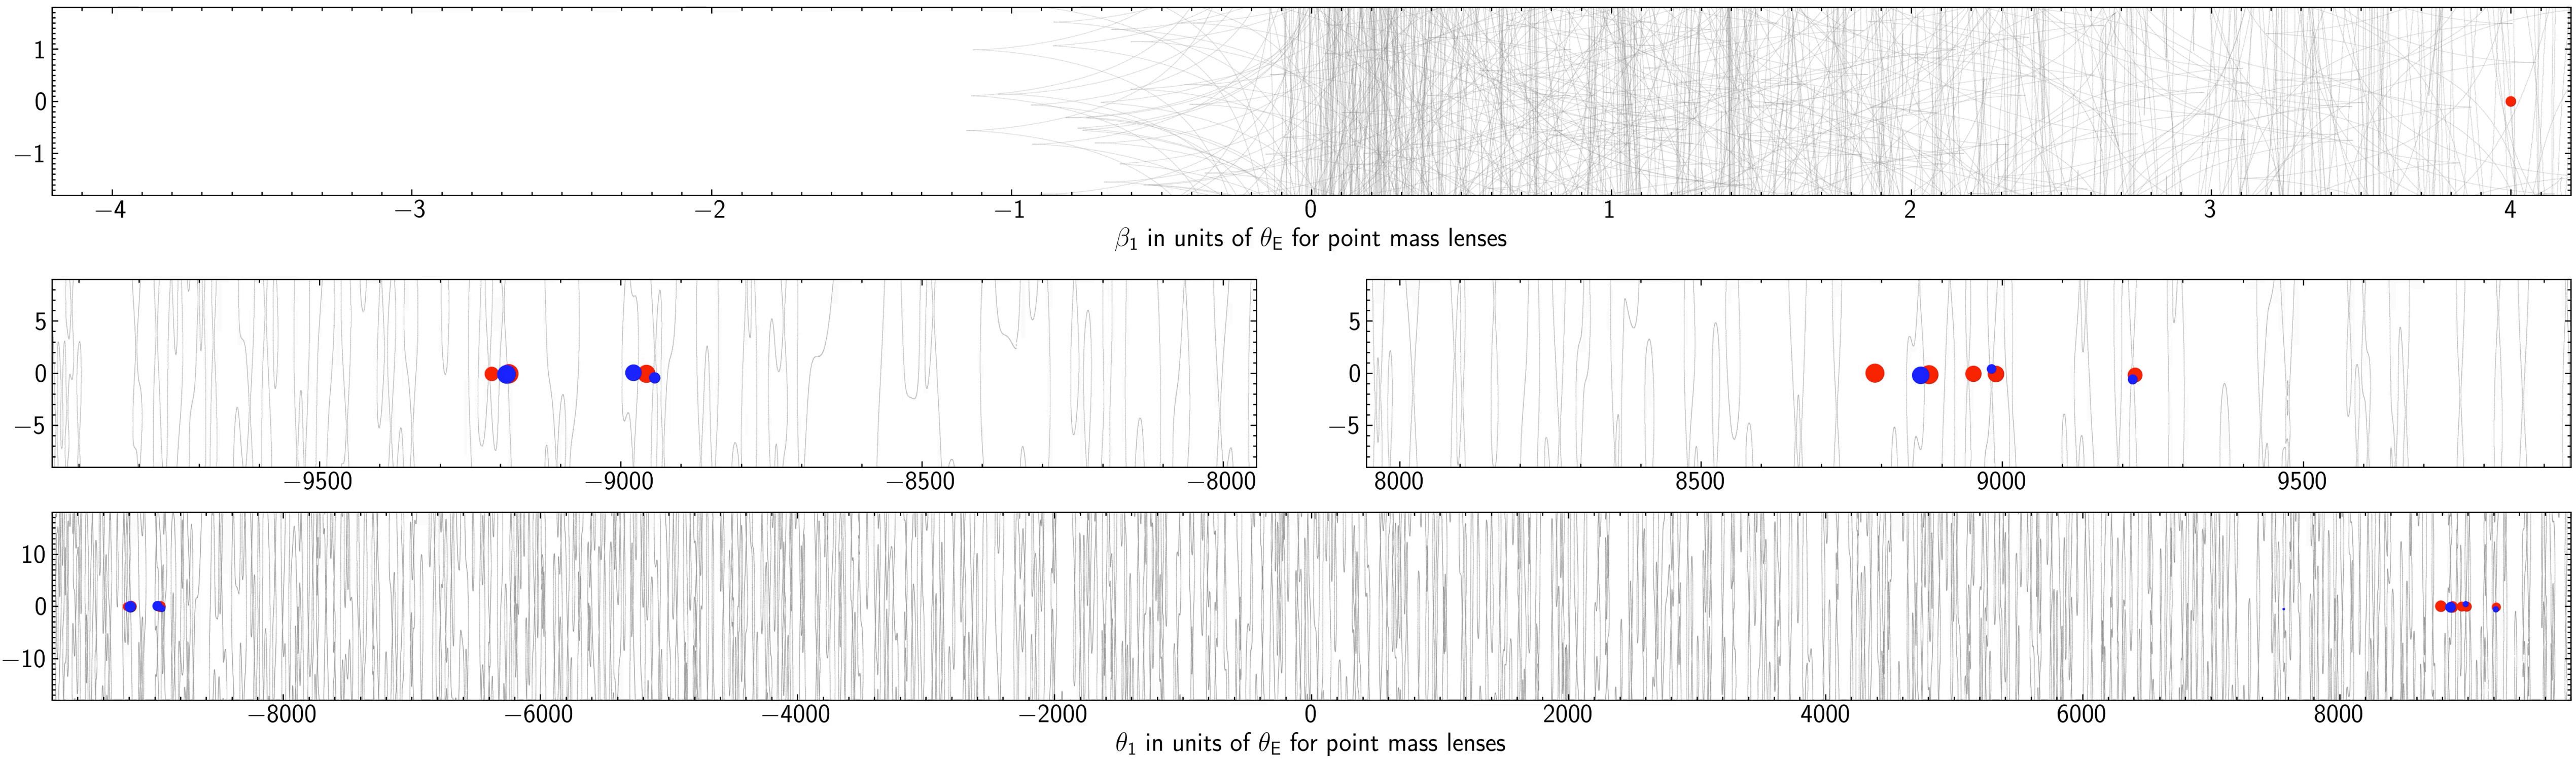 1
0
−1
−4 −3 −2 −1 0 1 2 3 4
β₁ in units of θ_E for point mass lenses
5 5
0 0
−5 −5
−9500 −9000 −8500 −8000 8000 8500 9000 9500
10
0
−10
−8000 −6000 −4000 −2000 0 2000 4000 6000 8000
θ₁ in units of θ_E for point mass lenses